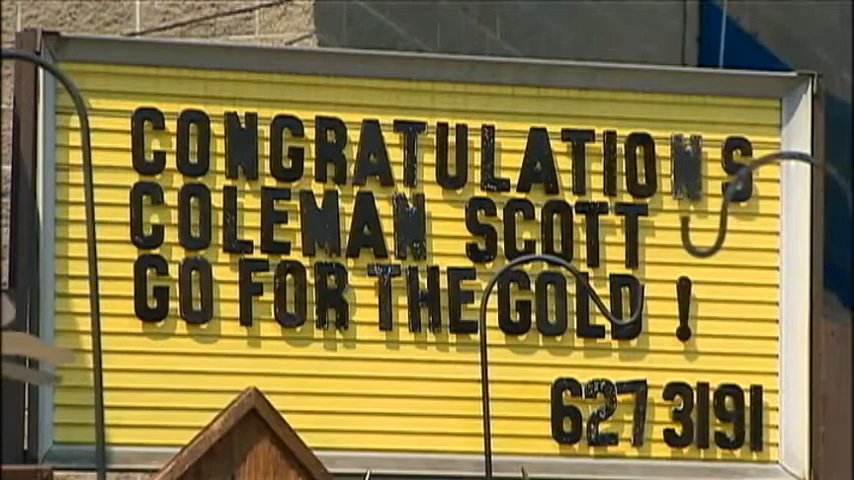 CONGRATULATIONS
COLEMAN SCOTT
GO FOR THE GOLD !
627 3191